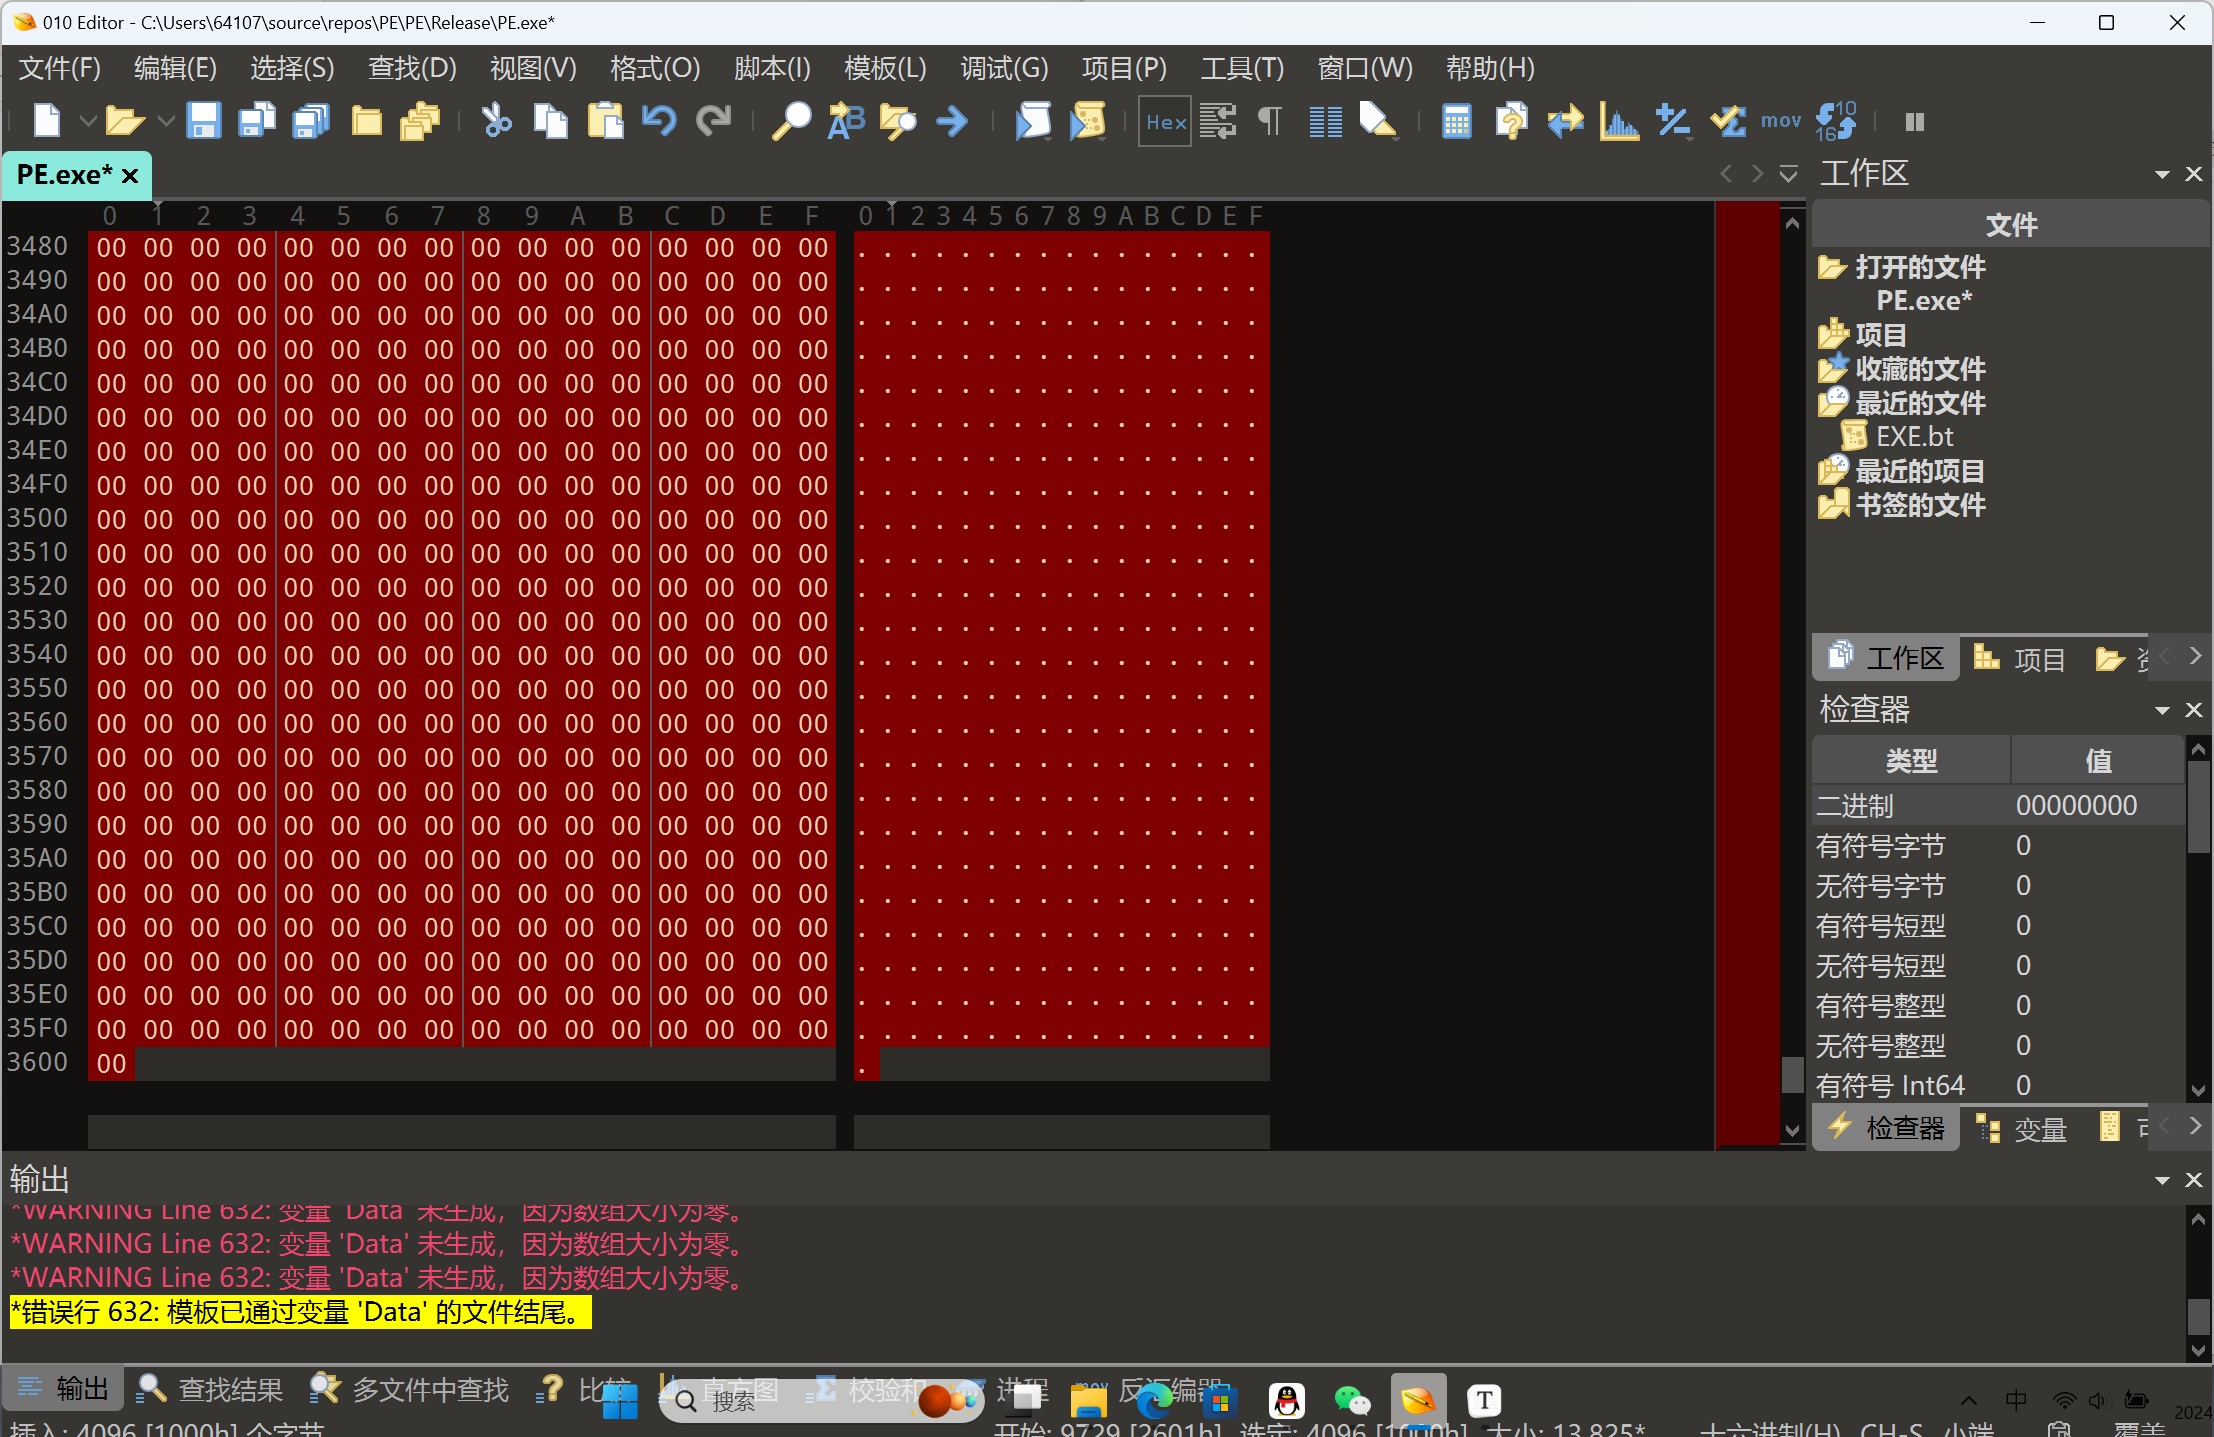 010 Editor - C:\Users\64107\source\repos\PE\PE\Release\PE.exe*
文件(F) 编辑(E) 选择(S) 查找(D) 视图(V) 格式(O) 脚本(I) 模板(L) 调试(G) 项目(P) 工具(T) 窗口(W) 帮助(H)
Hex mov 10 16
PE.exe*
0 1 2 3 4 5 6 7 8 9 A B C D E F 0 1 2 3 4 5 6 7 8 9 A B C D E F
3480 00 00 00 00 00 00 00 00 00 00 00 00 00 00 00 00 ................
3490 00 00 00 00 00 00 00 00 00 00 00 00 00 00 00 00 ................
34A0 00 00 00 00 00 00 00 00 00 00 00 00 00 00 00 00 ................
34B0 00 00 00 00 00 00 00 00 00 00 00 00 00 00 00 00 ................
34C0 00 00 00 00 00 00 00 00 00 00 00 00 00 00 00 00 ................
34D0 00 00 00 00 00 00 00 00 00 00 00 00 00 00 00 00 ................
34E0 00 00 00 00 00 00 00 00 00 00 00 00 00 00 00 00 ................
34F0 00 00 00 00 00 00 00 00 00 00 00 00 00 00 00 00 ................
3500 00 00 00 00 00 00 00 00 00 00 00 00 00 00 00 00 ................
3510 00 00 00 00 00 00 00 00 00 00 00 00 00 00 00 00 ................
3520 00 00 00 00 00 00 00 00 00 00 00 00 00 00 00 00 ................
3530 00 00 00 00 00 00 00 00 00 00 00 00 00 00 00 00 ................
3540 00 00 00 00 00 00 00 00 00 00 00 00 00 00 00 00 ................
3550 00 00 00 00 00 00 00 00 00 00 00 00 00 00 00 00 ................
3560 00 00 00 00 00 00 00 00 00 00 00 00 00 00 00 00 ................
3570 00 00 00 00 00 00 00 00 00 00 00 00 00 00 00 00 ................
3580 00 00 00 00 00 00 00 00 00 00 00 00 00 00 00 00 ................
3590 00 00 00 00 00 00 00 00 00 00 00 00 00 00 00 00 ................
35A0 00 00 00 00 00 00 00 00 00 00 00 00 00 00 00 00 ................
35B0 00 00 00 00 00 00 00 00 00 00 00 00 00 00 00 00 ................
35C0 00 00 00 00 00 00 00 00 00 00 00 00 00 00 00 00 ................
35D0 00 00 00 00 00 00 00 00 00 00 00 00 00 00 00 00 ................
35E0 00 00 00 00 00 00 00 00 00 00 00 00 00 00 00 00 ................
35F0 00 00 00 00 00 00 00 00 00 00 00 00 00 00 00 00 ................
3600 00 .
工作区
文件
打开的文件
PE.exe*
项目
收藏的文件
最近的文件
EXE.bt
最近的项目
书签的文件
工作区 项目
检查器
类型 值
二进制 00000000
有符号字节 0
无符号字节 0
有符号短型 0
无符号短型 0
有符号整型 0
无符号整型 0
有符号 Int64 0
检查器 变量
输出
*WARNING Line 632: 变量 'Data' 未生成，因为数组大小为零。
*WARNING Line 632: 变量 'Data' 未生成，因为数组大小为零。
*WARNING Line 632: 变量 'Data' 未生成，因为数组大小为零。
*错误行 632: 模板已通过变量 'Data' 的文件结尾。
输出 查找结果 多文件中查找 比较 直方图 校验和 进程 mov 反汇编器
搜索 T 中 2024
插入: 4096 [1000h] 个字节 开始: 9729 [2601h] 选定: 4096 [1000h] 大小: 13,825* 十六进制(H) CH-S 小端 覆盖